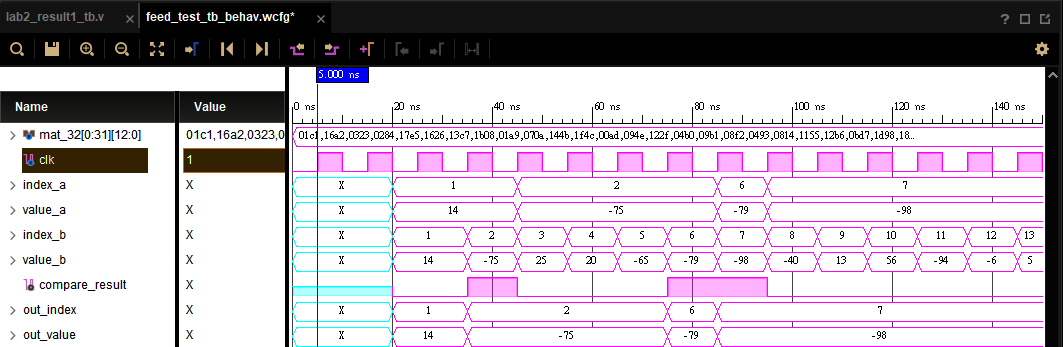 lab2_result1_tb.v × feed_test_tb_behav.wcfg* × ? 
5.000 ns
0 ns 20 ns 40 ns 60 ns 80 ns 100 ns 120 ns 140 ns
Name Value
mat_32[0:31][12:0] 01c1,16a2,0323,0 01c1,16a2,0323,0284,17e5,1626,13c7,1b08,01a9,070a,144b,1f4c,00ad,094e,122f,04b0,09b1,08f2,0493,0814,1155,12b6,0bd7,1d98,18...
clk 1
index_a X X 1 2 6 7
value_a X X 14 -75 -79 -98
index_b X X 1 2 3 4 5 6 7 8 9 10 11 12 13
value_b X X 14 -75 25 20 -65 -79 -98 -40 13 56 -94 -6 5
compare_result X
out_index X X 1 2 6 7
out_value X X 14 -75 -79 -98